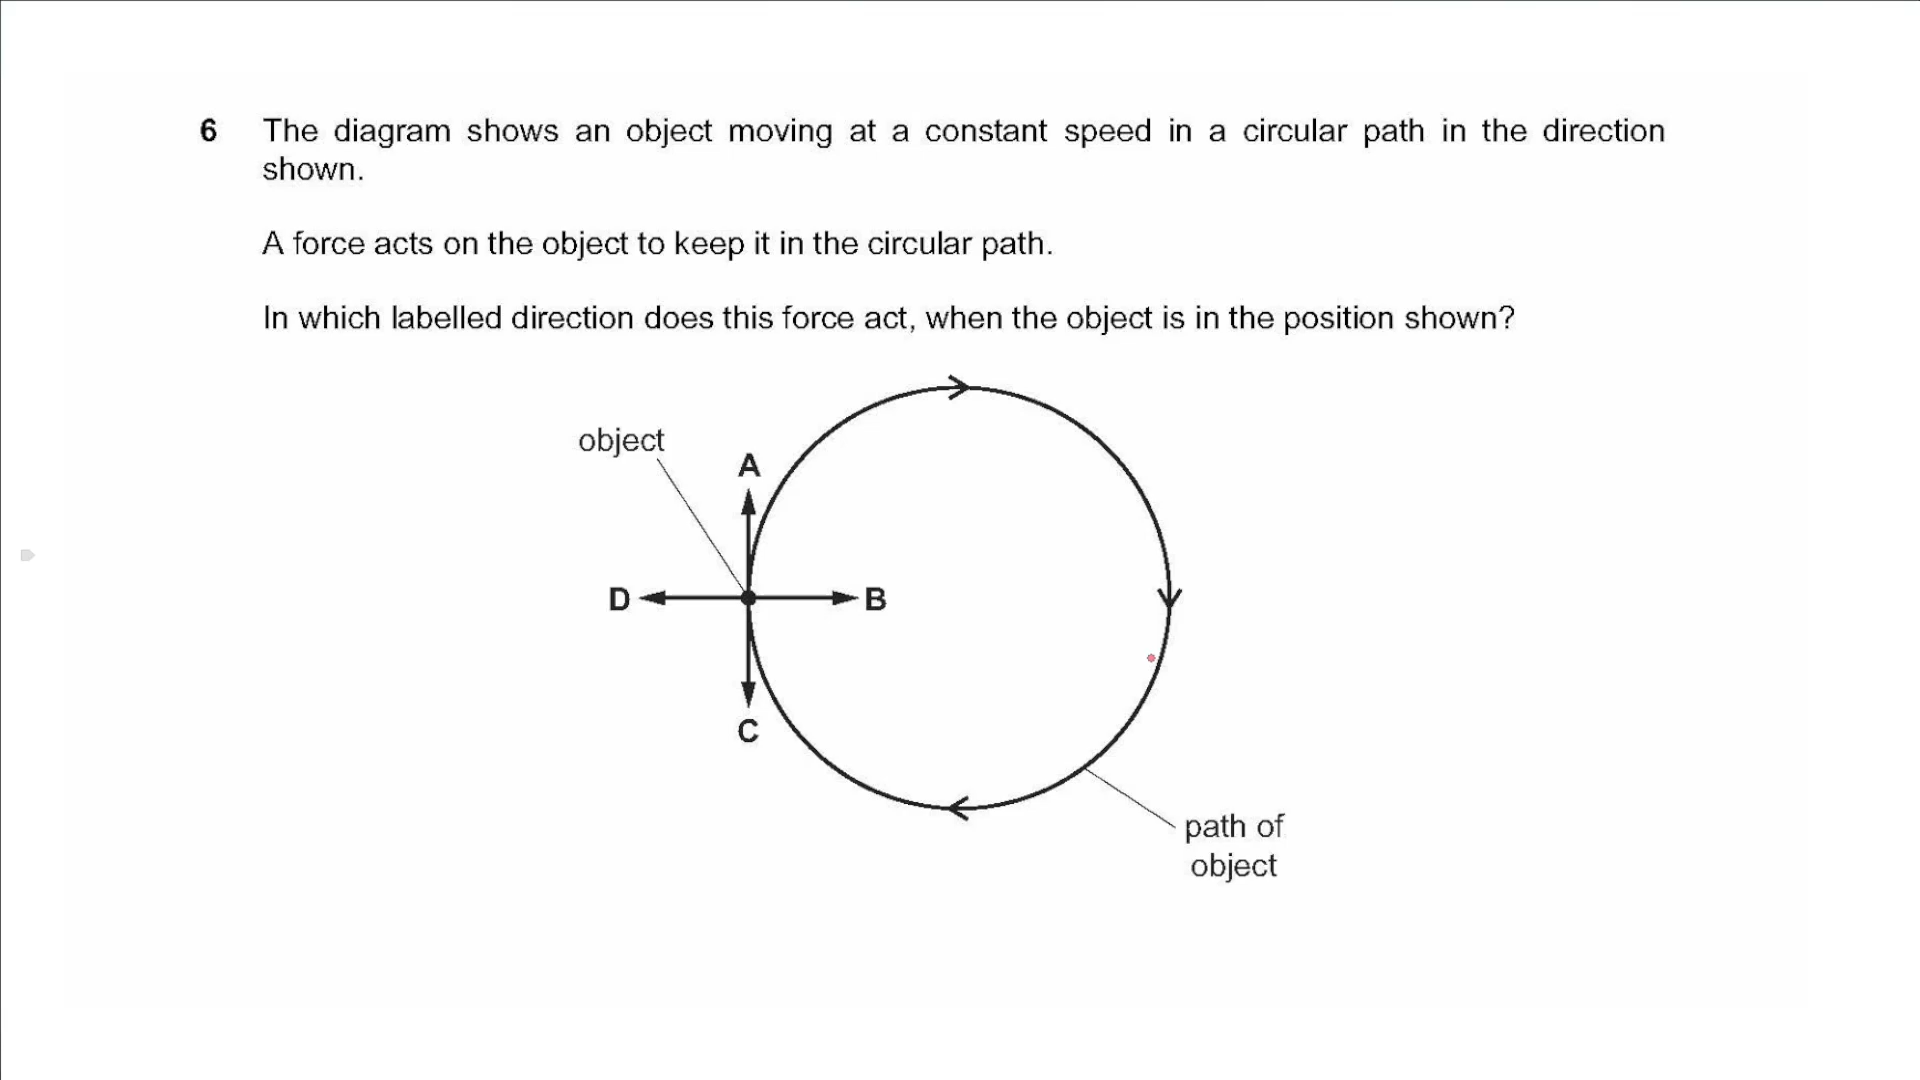 6 The diagram shows an object moving at a constant speed in a circular path in the direction
shown.
A force acts on the object to keep it in the circular path.
In which labelled direction does this force act, when the object is in the position shown?
object
A
D
B
C
path of
object